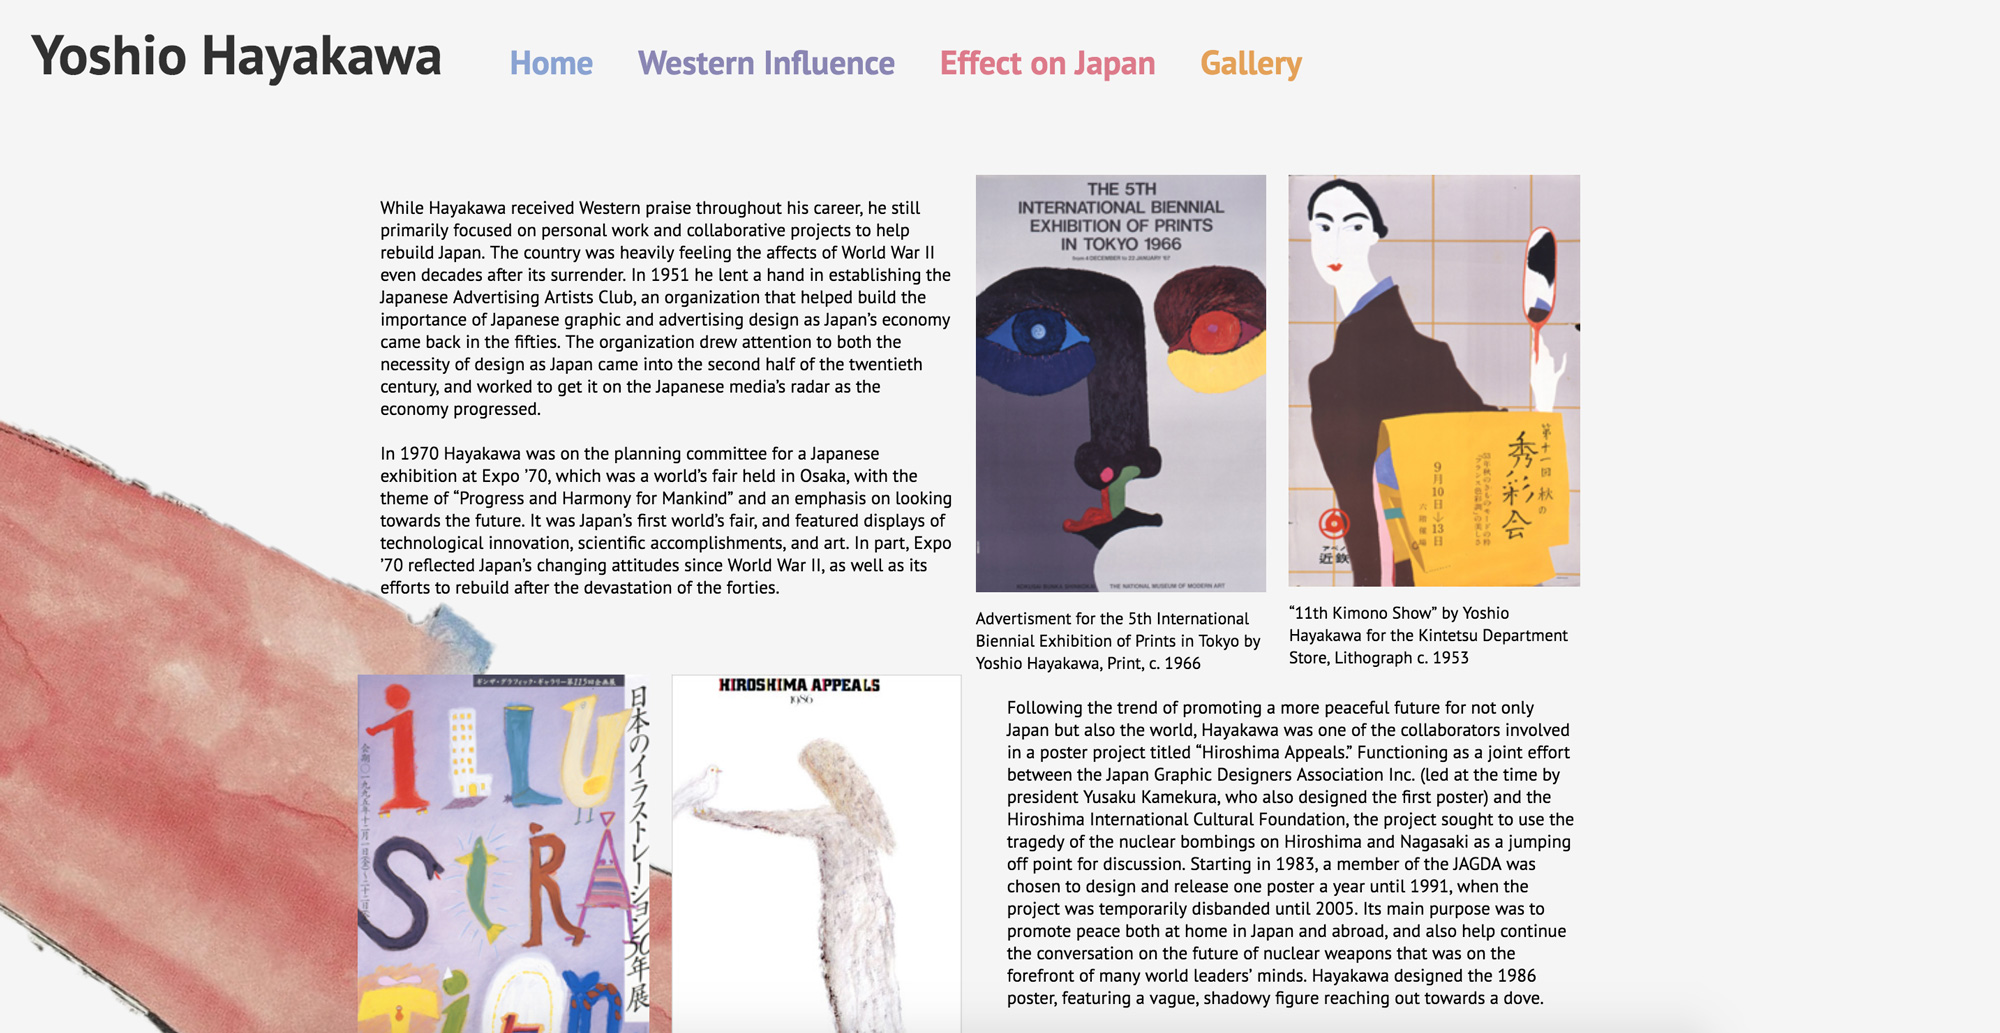 Yoshio Hayakawa
Home
Western Influence
Effect on Japan
Gallery
While Hayakawa received Western praise throughout his career, he still
primarily focused on personal work and collaborative projects to help
rebuild Japan. The country was heavily feeling the affects of World War II
even decades after its surrender. In 1951 he lent a hand in establishing the
Japanese Advertising Artists Club, an organization that helped build the
importance of Japanese graphic and advertising design as Japan’s economy
came back in the fifties. The organization drew attention to both the
necessity of design as Japan came into the second half of the twentieth
century, and worked to get it on the Japanese media’s radar as the
economy progressed.
In 1970 Hayakawa was on the planning committee for a Japanese
exhibition at Expo ’70, which was a world’s fair held in Osaka, with the
theme of “Progress and Harmony for Mankind” and an emphasis on looking
towards the future. It was Japan’s first world’s fair, and featured displays of
technological innovation, scientific accomplishments, and art. In part, Expo
’70 reflected Japan’s changing attitudes since World War II, as well as its
efforts to rebuild after the devastation of the forties.
THE 5TH
INTERNATIONAL BIENNIAL
EXHIBITION OF PRINTS
IN TOKYO 1966
from 4 DECEMBER to 22 JANUARY '67
THE NATIONAL MUSEUM OF MODERN ART
第十一回 秋の
秀彩会
9月10日→13日
アベノ
近鉄
Advertisment for the 5th International
Biennial Exhibition of Prints in Tokyo by
Yoshio Hayakawa, Print, c. 1966
“11th Kimono Show” by Yoshio
Hayakawa for the Kintetsu Department
Store, Lithograph c. 1953
ギンザ・グラフィック・ギャラリー第115回企画展
日本のイラストレーション50年展
iLLU
STRA
Tion
HIROSHIMA APPEALS
1986
Following the trend of promoting a more peaceful future for not only
Japan but also the world, Hayakawa was one of the collaborators involved
in a poster project titled “Hiroshima Appeals.” Functioning as a joint effort
between the Japan Graphic Designers Association Inc. (led at the time by
president Yusaku Kamekura, who also designed the first poster) and the
Hiroshima International Cultural Foundation, the project sought to use the
tragedy of the nuclear bombings on Hiroshima and Nagasaki as a jumping
off point for discussion. Starting in 1983, a member of the JAGDA was
chosen to design and release one poster a year until 1991, when the
project was temporarily disbanded until 2005. Its main purpose was to
promote peace both at home in Japan and abroad, and also help continue
the conversation on the future of nuclear weapons that was on the
forefront of many world leaders’ minds. Hayakawa designed the 1986
poster, featuring a vague, shadowy figure reaching out towards a dove.